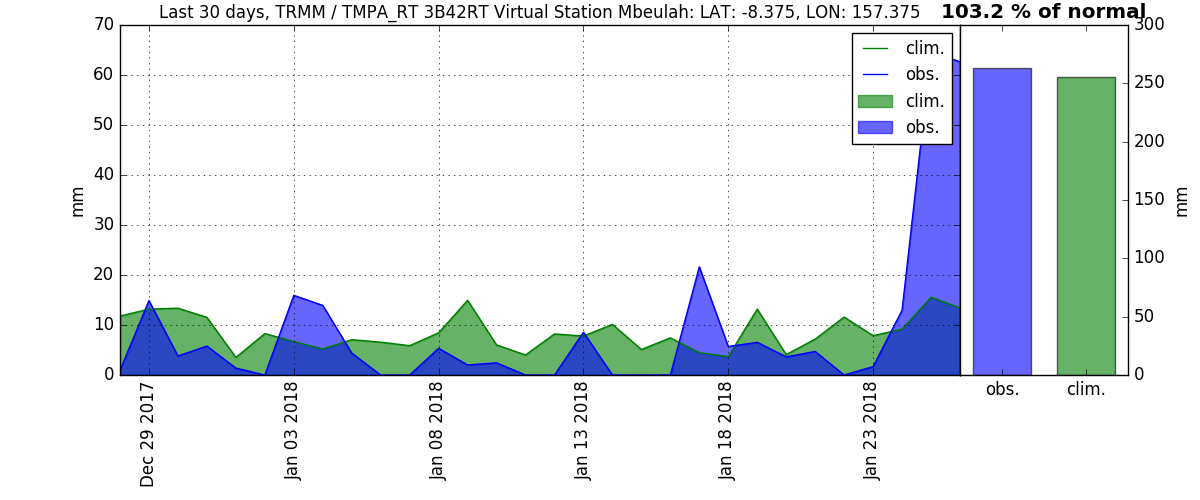 Last 30 days, TRMM / TMPA_RT 3B42RT Virtual Station Mbeulah: LAT: -8.375, LON: 157.375
103.2 % of normal
70
60
50
40
30
20
10
0
mm
clim.
obs.
clim.
obs.
300
250
200
150
100
50
0
mm
Dec 29 2017
Jan 03 2018
Jan 08 2018
Jan 13 2018
Jan 18 2018
Jan 23 2018
obs.
clim.